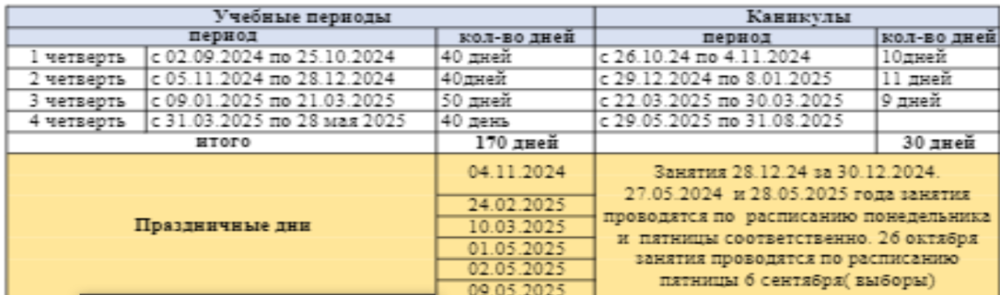 Учебные периоды Каникулы
период кол-во дней период кол-во дней
1 четверть с 02.09.2024 по 25.10.2024 40 дней с 26.10.24 по 4.11.2024 10дней
2 четверть с 05.11.2024 по 28.12.2024 40дней с 29.12.2024 по 8.01.2025 11 дней
3 четверть с 09.01.2025 по 21.03.2025 50 дней с 22.03.2025 по 30.03.2025 9 дней
4 четверть с 31.03.2025 по 28 мая 2025 40 день с 29.05.2025 по 31.08.2025
итого 170 дней 30 дней
Праздничные дни
04.11.2024
24.02.2025
10.03.2025
01.05.2025
02.05.2025
09.05.2025
Занятия 28.12.24 за 30.12.2024.
27.05.2024 и 28.05.2025 года занятия
проводятся по расписанию понедельника
и пятницы соответственно. 26 октября
занятия проводятся по расписанию
пятницы 6 сентября( выборы)